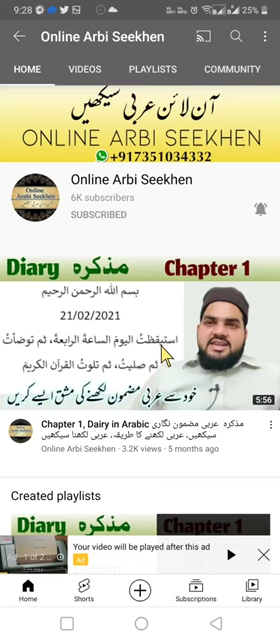 9:28
25%
Online Arbi Seekhen
HOME VIDEOS PLAYLISTS COMMUNITY
آن لائن عربی سیکھیں
ONLINE ARBI SEEKHEN
+917351034332
Online Arbi Seekhen
6K subscribers
SUBSCRIBED
Diary مذكره Chapter 1
بسم الله الرحمن الرحيم
21/02/2021
استيقظتُ اليومَ الساعةَ الرابعةَ، ثم توضأتُ
ثم صليتُ، ثم تلوتُ القرآن الكريمَ
خود سے عربی مضمون لکھنے کی مشق ایسے کریں
5:56
Chapter 1, Dairy in Arabic مذکرہ عربی مضمون نگاری
سیکھیں، عربی لکھنے کا طریقہ، عربی لکھنا سیکھیں
Online Arbi Seekhen · 3.2K views · 5 months ago
Created playlists
Diary مذكره Chapter 1
Ad · 1 of 2
Your video will be played after this ad
Ad
Home Shorts Subscriptions Library